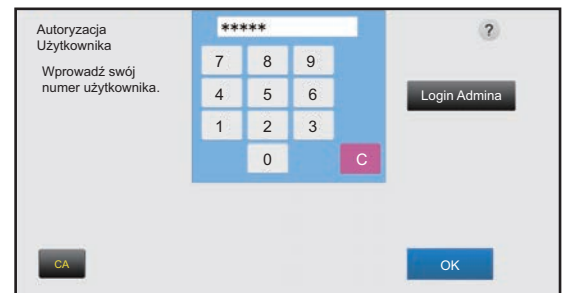 Autoryzacja
Użytkownika
Wprowadź swój
numer użytkownika.
*****
7 8 9
4 5 6
1 2 3
0 C
?
Login Admina
CA
OK